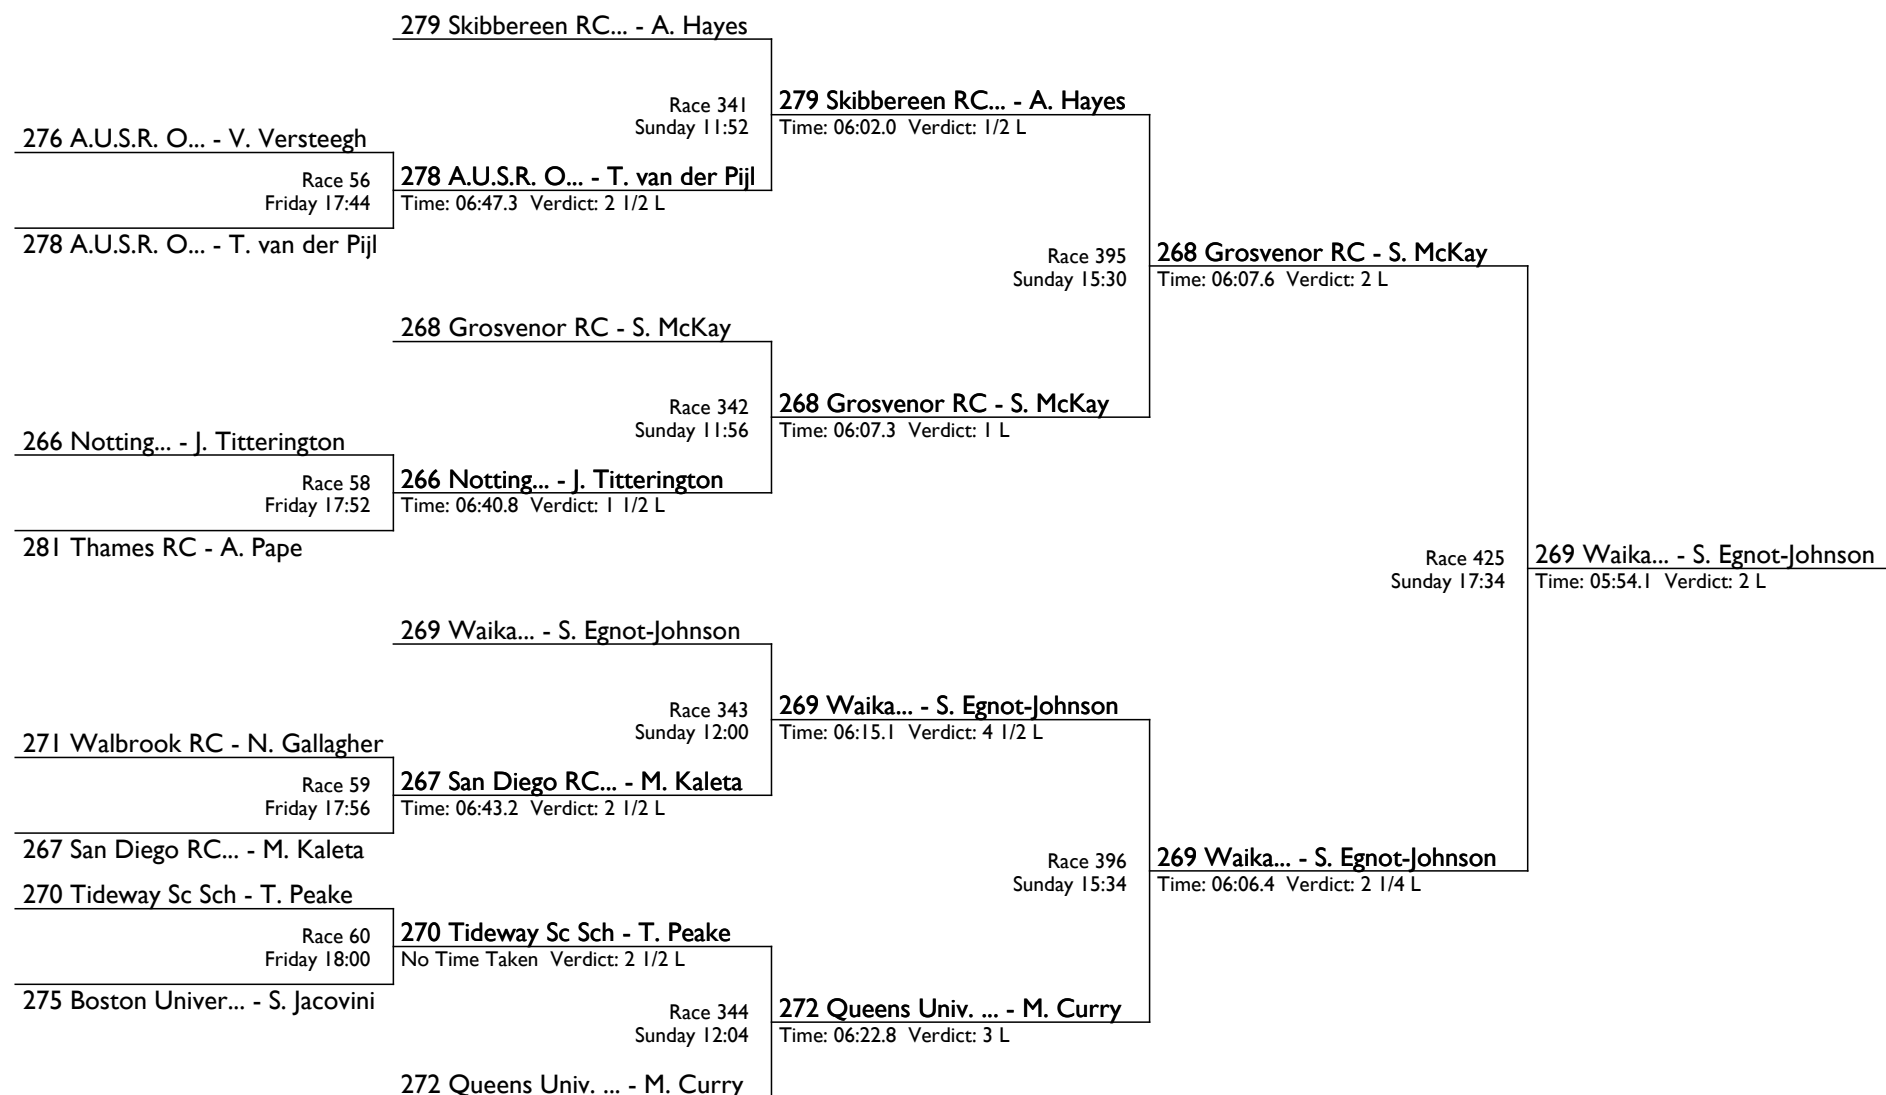 279 Skibbereen RC... - A. Hayes
Race 341
Sunday 11:52
279 Skibbereen RC... - A. Hayes
Time: 06:02.0 Verdict: 1/2 L
276 A.U.S.R. O... - V. Versteegh
Race 56
Friday 17:44
278 A.U.S.R. O... - T. van der Pijl
Time: 06:47.3 Verdict: 2 1/2 L
278 A.U.S.R. O... - T. van der Pijl
Race 395
Sunday 15:30
268 Grosvenor RC - S. McKay
Time: 06:07.6 Verdict: 2 L
268 Grosvenor RC - S. McKay
Race 342
Sunday 11:56
268 Grosvenor RC - S. McKay
Time: 06:07.3 Verdict: 1 L
266 Notting... - J. Titterington
Race 58
Friday 17:52
266 Notting... - J. Titterington
Time: 06:40.8 Verdict: 1 1/2 L
281 Thames RC - A. Pape
Race 425
Sunday 17:34
269 Waika... - S. Egnot-Johnson
Time: 05:54.1 Verdict: 2 L
269 Waika... - S. Egnot-Johnson
Race 343
Sunday 12:00
269 Waika... - S. Egnot-Johnson
Time: 06:15.1 Verdict: 4 1/2 L
271 Walbrook RC - N. Gallagher
Race 59
Friday 17:56
267 San Diego RC... - M. Kaleta
Time: 06:43.2 Verdict: 2 1/2 L
267 San Diego RC... - M. Kaleta
Race 396
Sunday 15:34
269 Waika... - S. Egnot-Johnson
Time: 06:06.4 Verdict: 2 1/4 L
270 Tideway Sc Sch - T. Peake
Race 60
Friday 18:00
270 Tideway Sc Sch - T. Peake
No Time Taken Verdict: 2 1/2 L
275 Boston Univer... - S. Jacovini
Race 344
Sunday 12:04
272 Queens Univ. ... - M. Curry
Time: 06:22.8 Verdict: 3 L
272 Queens Univ. ... - M. Curry